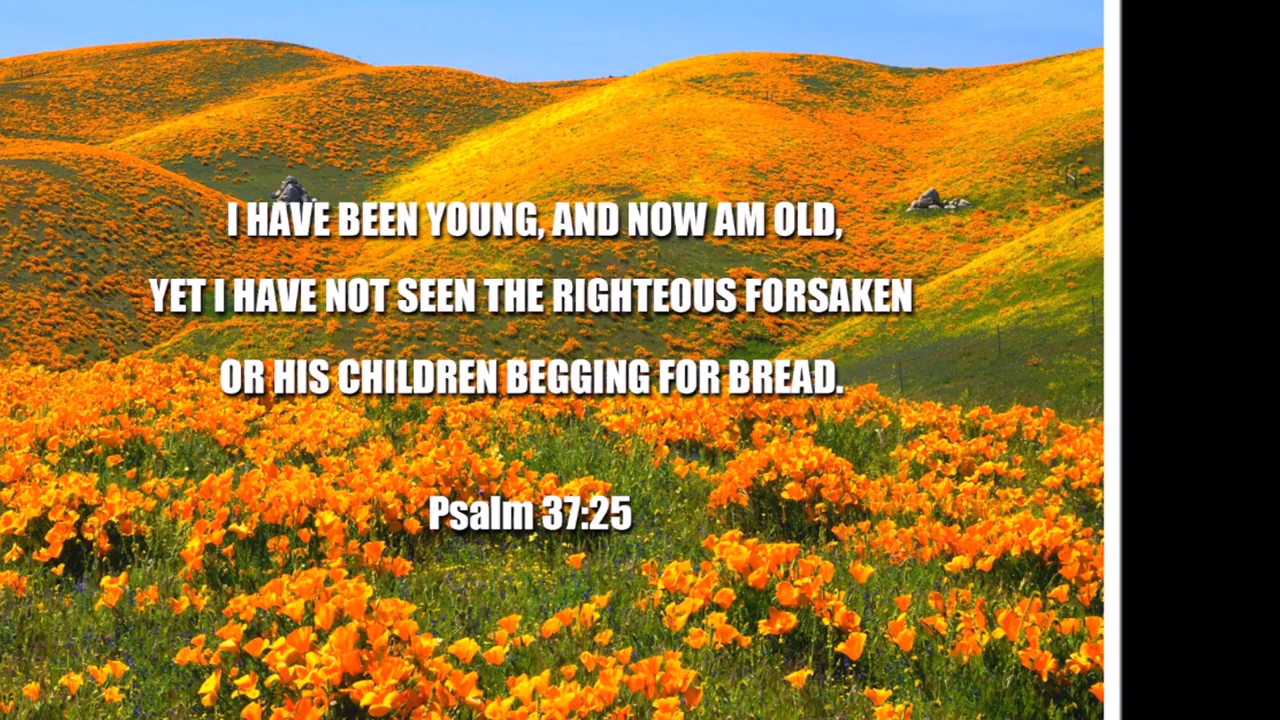 I HAVE BEEN YOUNG, AND NOW AM OLD,
YET I HAVE NOT SEEN THE RIGHTEOUS FORSAKEN
OR HIS CHILDREN BEGGING FOR BREAD.
Psalm 37:25